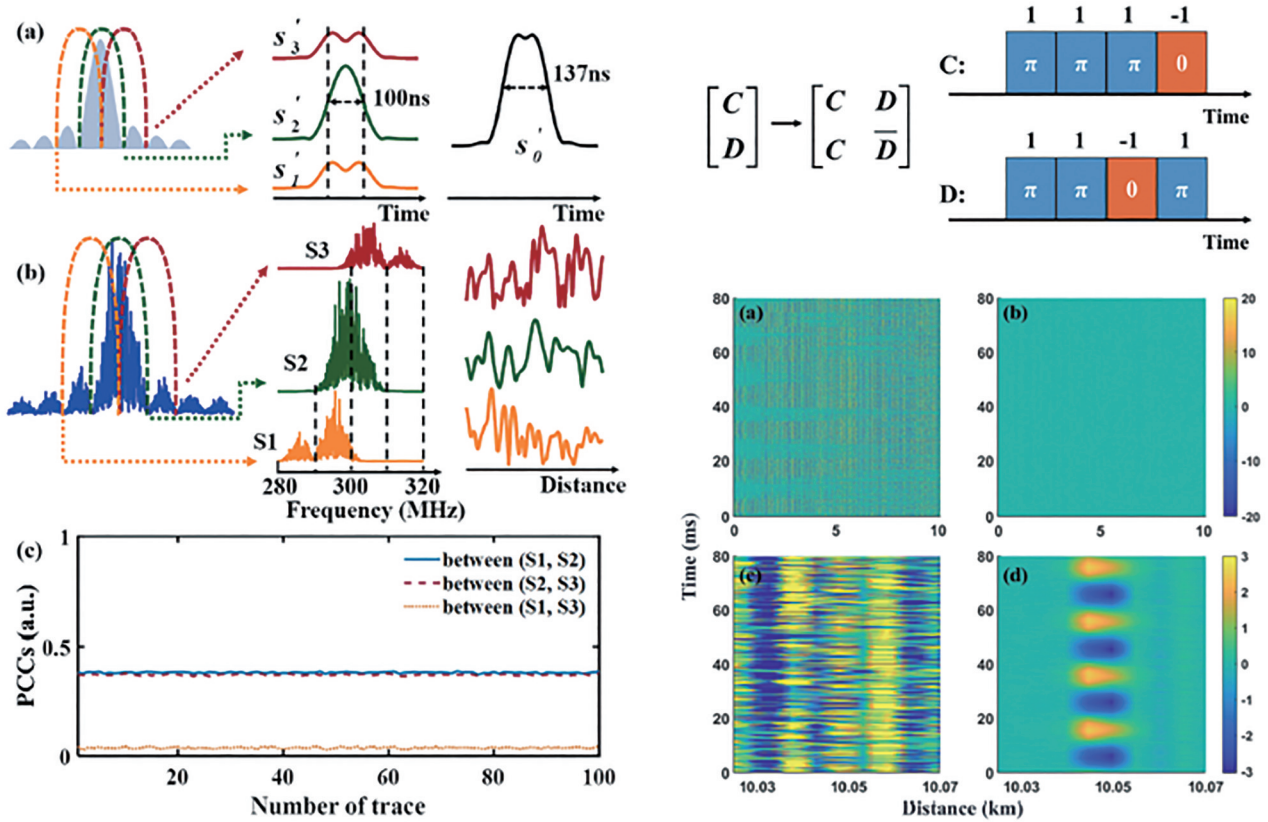 (a)
s'3
s'2
s'1
100ns
Time
137ns
s'0
Time
(b)
S3
S2
S1
280 300 320
Frequency (MHz)
Distance
(c)
1
0.5
0
PCCs (a.u.)
between (S1, S2)
between (S2, S3)
between (S1, S3)
20 40 60 80 100
Number of trace
[C D] → [C D C D̅]
1 1 1 -1
C: π π π 0
Time
1 1 -1 1
D: π π 0 π
Time
(a)
80
60
40
20
0
0 5 10
(b)
80
60
40
20
0
0 5 10
20
10
0
-10
-20
Time (ms)
(c)
80
60
40
20
0
10.03 10.05 10.07
(d)
80
60
40
20
0
10.03 10.05 10.07
3
2
1
0
-1
-2
-3
Distance (km)